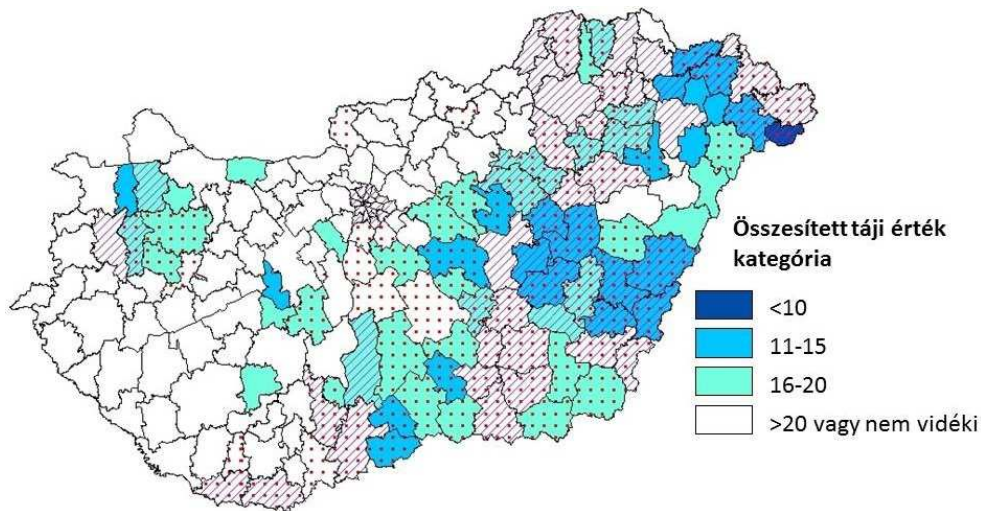 Összesített táji érték
kategória
<10
11-15
16-20
>20 vagy nem vidéki